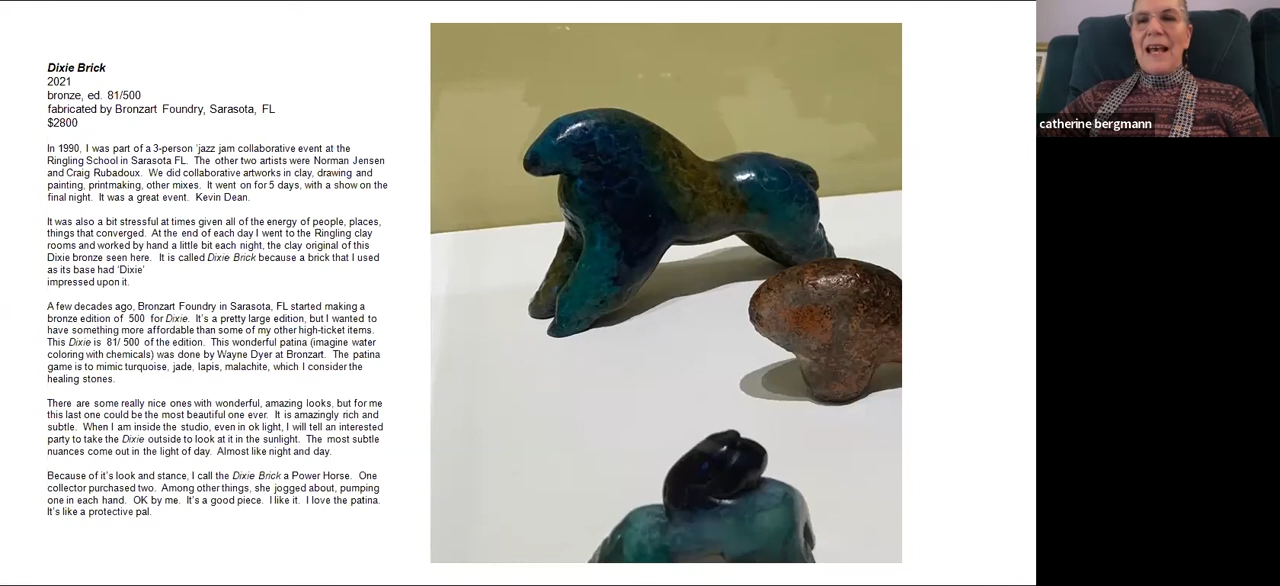 Dixie Brick
2021
bronze, ed. 81/500
fabricated by Bronzart Foundry, Sarasota, FL
$2800
In 1990, I was part of a 3-person 'jazz jam collaborative event at the
Ringling School in Sarasota FL. The other two artists were Norman Jensen
and Craig Rubadoux. We did collaborative artworks in clay, drawing and
painting, printmaking, other mixes. It went on for 5 days, with a show on the
final night. It was a great event. Kevin Dean.
It was also a bit stressful at times given all of the energy of people, places,
things that converged. At the end of each day I went to the Ringling clay
rooms and worked by hand a little bit each night, the clay original of this
Dixie bronze seen here. It is called Dixie Brick because a brick that I used
as its base had 'Dixie'
impressed upon it.
A few decades ago, Bronzart Foundry in Sarasota, FL started making a
bronze edition of 500 for Dixie. It's a pretty large edition, but I wanted to
have something more affordable than some of my other high-ticket items.
This Dixie is 81/ 500 of the edition. This wonderful patina (imagine water
coloring with chemicals) was done by Wayne Dyer at Bronzart. The patina
game is to mimic turquoise, jade, lapis, malachite, which I consider the
healing stones.
There are some really nice ones with wonderful, amazing looks, but for me
this last one could be the most beautiful one ever. It is amazingly rich and
subtle. When I am inside the studio, even in ok light, I will tell an interested
party to take the Dixie outside to look at it in the sunlight. The most subtle
nuances come out in the light of day. Almost like night and day.
Because of it's look and stance, I call the Dixie Brick a Power Horse. One
collector purchased two. Among other things, she jogged about, pumping
one in each hand. OK by me. It's a good piece. I like it. I love the patina.
It's like a protective pal.
catherine bergmann